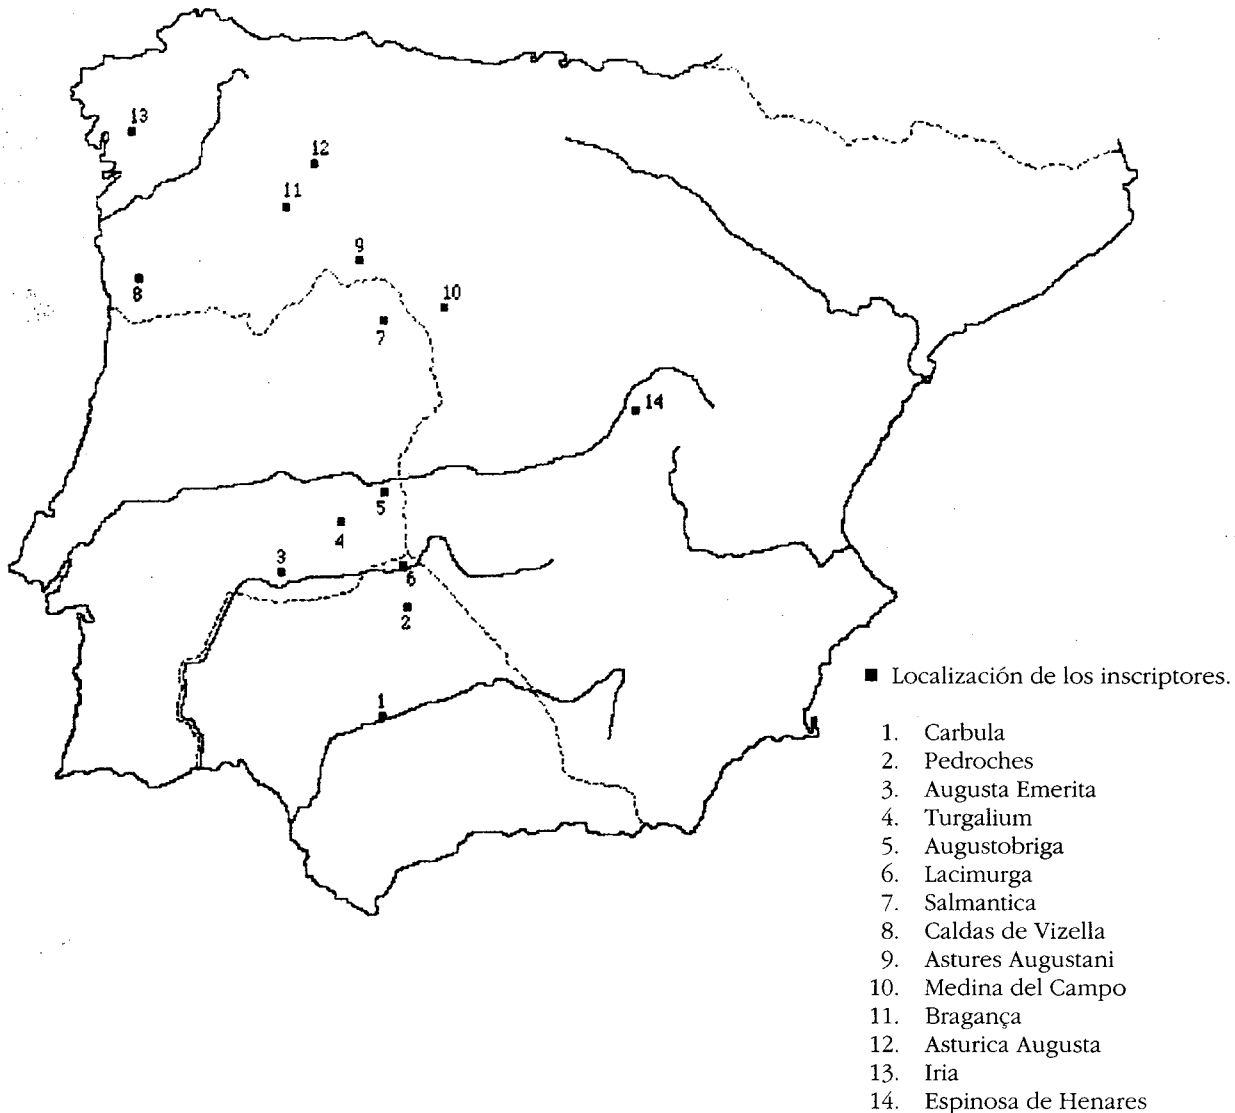 13
12
11
9
8
10
7
14
5
4
3
6
2
1
■ Localización de los inscriptores.
1. Carbula
2. Pedroches
3. Augusta Emerita
4. Turgalium
5. Augustobriga
6. Lacimurga
7. Salmantica
8. Caldas de Vizella
9. Astures Augustani
10. Medina del Campo
11. Bragança
12. Asturica Augusta
13. Iria
14. Espinosa de Henares